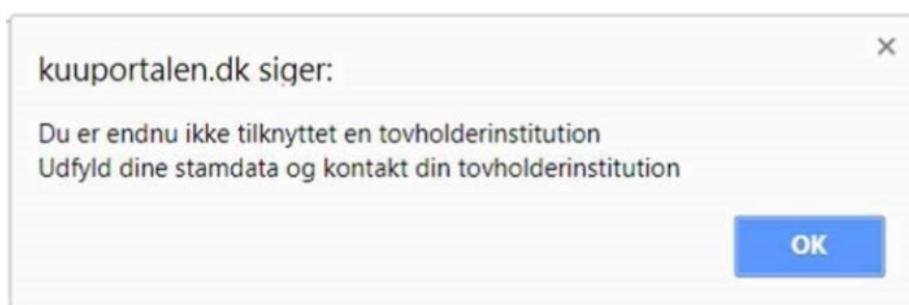 kuuportalen.dk siger:
Du er endnu ikke tilknyttet en tovholderinstitution
Udfyld dine stamdata og kontakt din tovholderinstitution
OK